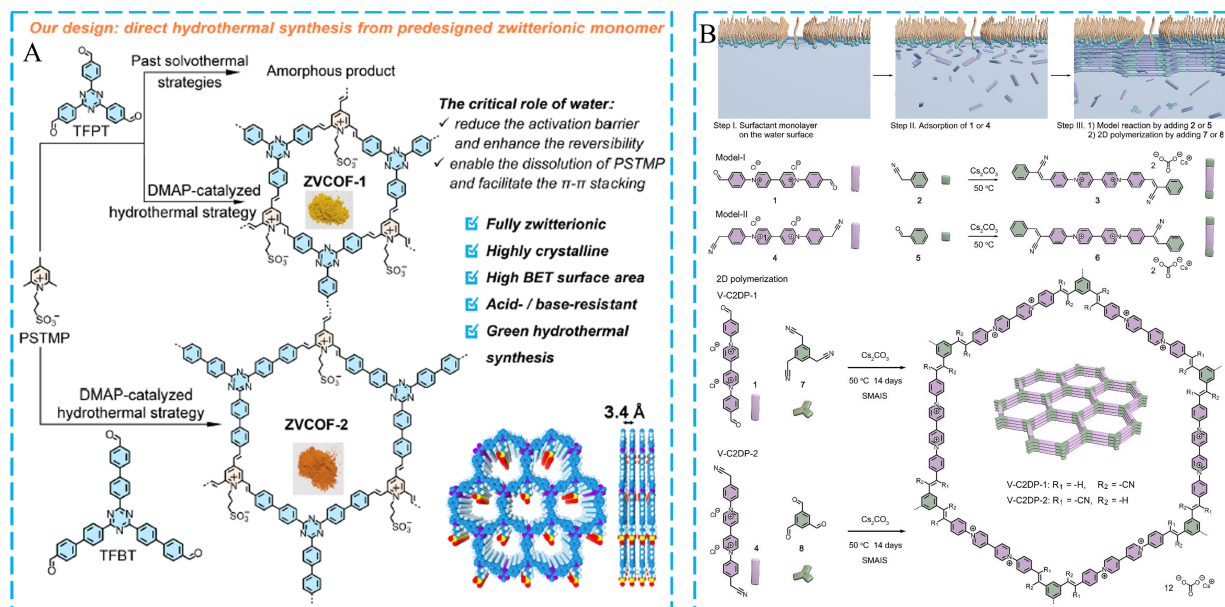 Our design: direct hydrothermal synthesis from predesigned zwitterionic monomer
A
TFPT
Past solvothermal
strategies
Amorphous product
DMAP-catalyzed
hydrothermal strategy
ZVCOF-1
SO₃⁻
SO₃⁻
SO₃⁻
The critical role of water:
✓ reduce the activation barrier
and enhance the reversibility
✓ enable the dissolution of PSTMP
and facilitate the π-π stacking
Fully zwitterionic
Highly crystalline
High BET surface area
Acid- / base-resistant
Green hydrothermal
synthesis
SO₃⁻
PSTMP
DMAP-catalyzed
hydrothermal strategy
ZVCOF-2
SO₃⁻
SO₃⁻
SO₃⁻
TFBT
3.4 Å
B
Step I. Surfactant monolayer
on the water surface
Step II. Adsorption of 1 or 4
Step III. 1) Model reaction by adding 2 or 5
2) 2D polymerization by adding 7 or 8
Model-I
1
2
Cs₂CO₃
50 °C
3
Model-II
4
5
Cs₂CO₃
50 °C
6
2D polymerization
V-C2DP-1
1
7
Cs₂CO₃
50 °C 14 days
SMAIS
V-C2DP-2
4
8
Cs₂CO₃
50 °C 14 days
SMAIS
V-C2DP-1: R₁ = -H, R₂ = -CN
V-C2DP-2: R₁ = -CN, R₂ = -H
12